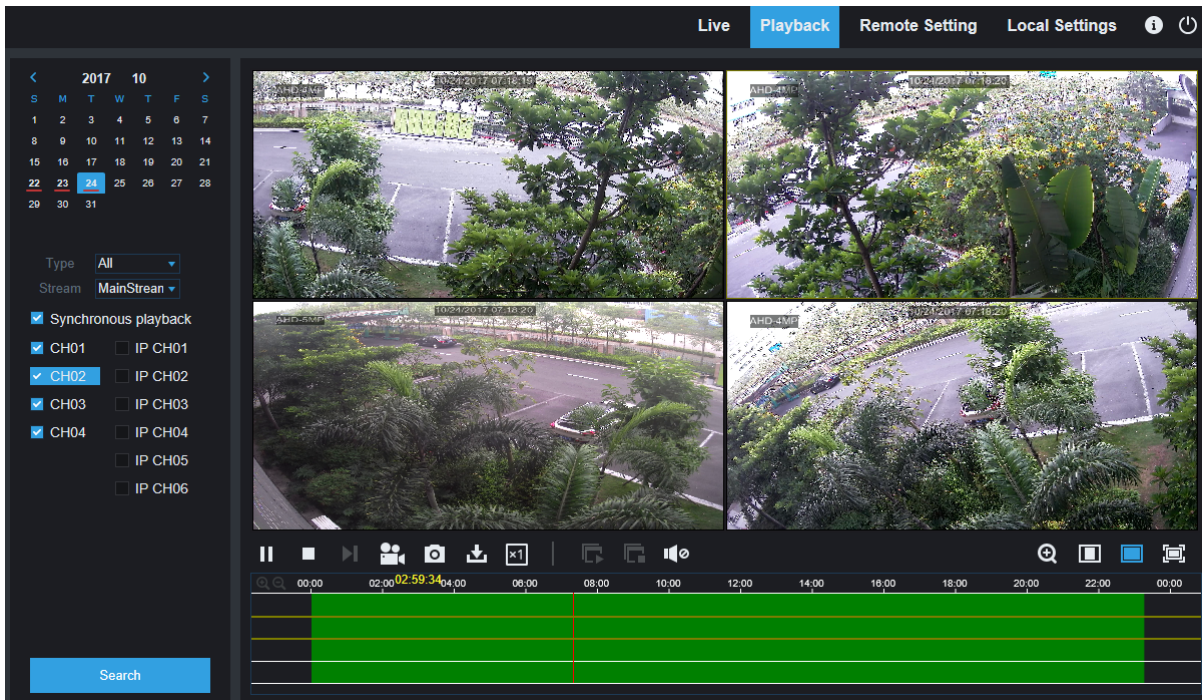 Live Playback Remote Setting Local Settings
2017 10
S M T W T F S
1 2 3 4 5 6 7
8 9 10 11 12 13 14
15 16 17 18 19 20 21
22 23 24 25 26 27 28
29 30 31
Type All
Stream MainStrean
Synchronous playback
CH01 IP CH01
CH02 IP CH02
CH03 IP CH03
CH04 IP CH04
IP CH05
IP CH06
Search
10/24/2017 07:18:19
AHD-4MP
10/24/2017 07:18:20
AHD-4MP
10/24/2017 07:18:20
AHD-5MP
10/24/2017 07:18:20
AHD-4MP
×1
00:00 02:00 02:59:34 04:00 06:00 08:00 10:00 12:00 14:00 16:00 18:00 20:00 22:00 00:00